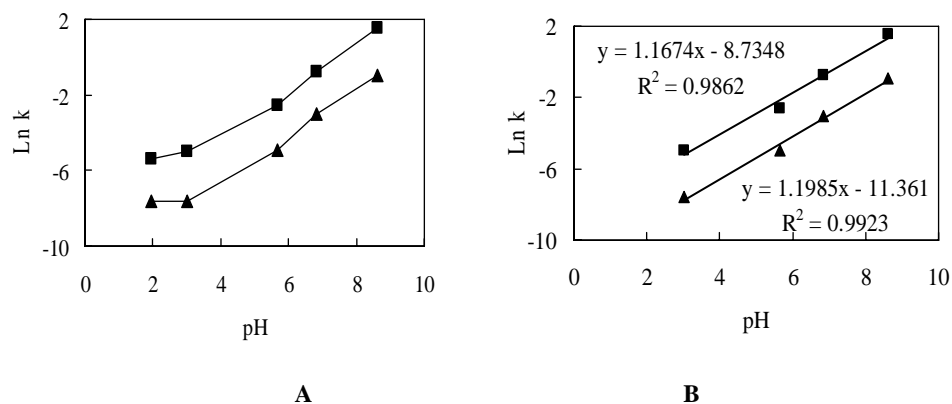 2
-2
-6
-10
Ln k
0
2
4
6
8
10
pH
A
2
-2
-6
-10
Ln k
y = 1.1674x - 8.7348
R² = 0.9862
y = 1.1985x - 11.361
R² = 0.9923
0
2
4
6
8
10
pH
B